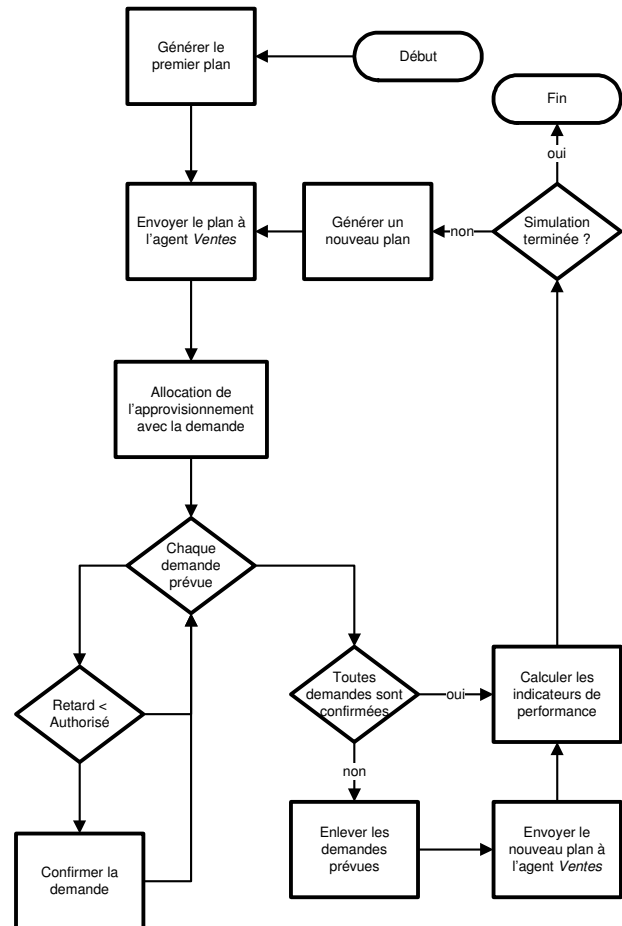 Générer le
premier plan
Début
Fin
oui
Envoyer le plan à
l’agent Ventes
Générer un
nouveau plan
non
Simulation
terminée ?
Allocation de
l’approvisionnement
avec la demande
Chaque
demande
prévue
Retard <
Authorisé
Toutes
demandes sont
confirmées
oui
Calculer les
indicateurs de
performance
non
Confirmer la
demande
Enlever les
demandes
prévues
Envoyer le
nouveau plan à
l’agent Ventes